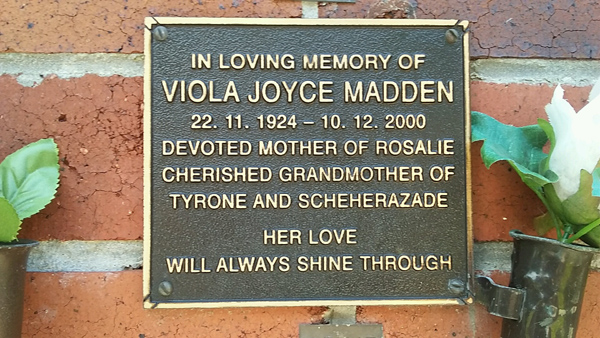 IN LOVING MEMORY OF
VIOLA JOYCE MADDEN
22. 11. 1924 – 10. 12. 2000
DEVOTED MOTHER OF ROSALIE
CHERISHED GRANDMOTHER OF
TYRONE AND SCHEHERAZADE
HER LOVE
WILL ALWAYS SHINE THROUGH